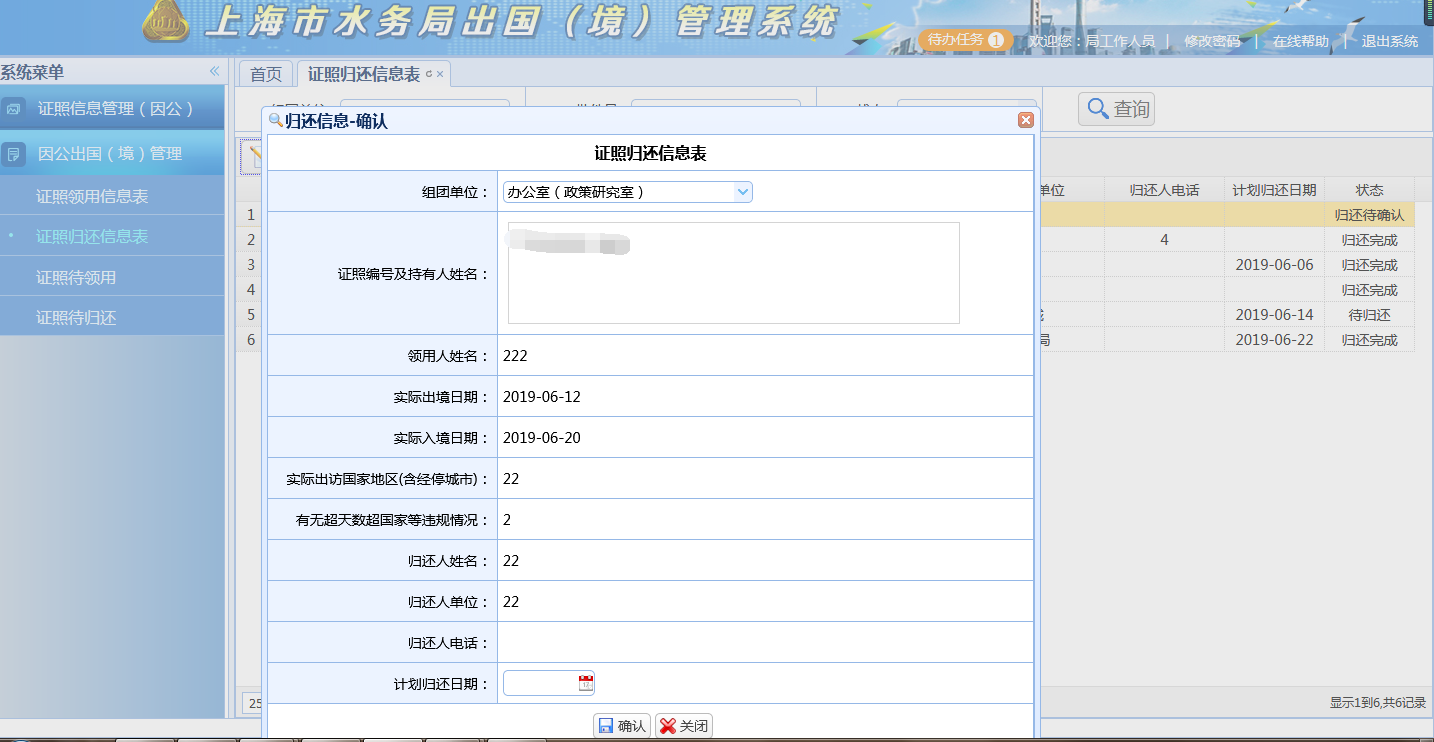 上海市水务局出国（境）管理系统
待办任务 1 欢迎您：局工作人员 | 修改密码 | 在线帮助 | 退出系统
系统菜单 «
首页 证照归还信息表
证照信息管理（因公）
查询
归还信息-确认
因公出国（境）管理
证照归还信息表
证照领用信息表
组团单位： 办公室（政策研究室）
单位 归还人电话 计划归还日期 状态
1 归还待确认
证照归还信息表
2 4 归还完成
3 2019-06-06 归还完成
证照待领用
证照编号及持有人姓名：
4 归还完成
证照待归还
5 2019-06-14 待归还
6 局 2019-06-22 归还完成
领用人姓名： 222
实际出境日期： 2019-06-12
实际入境日期： 2019-06-20
实际出访国家地区(含经停城市)： 22
有无超天数超国家等违规情况： 2
归还人姓名： 22
归还人单位： 22
归还人电话：
计划归还日期：
25 显示1到6,共6记录
确认 关闭